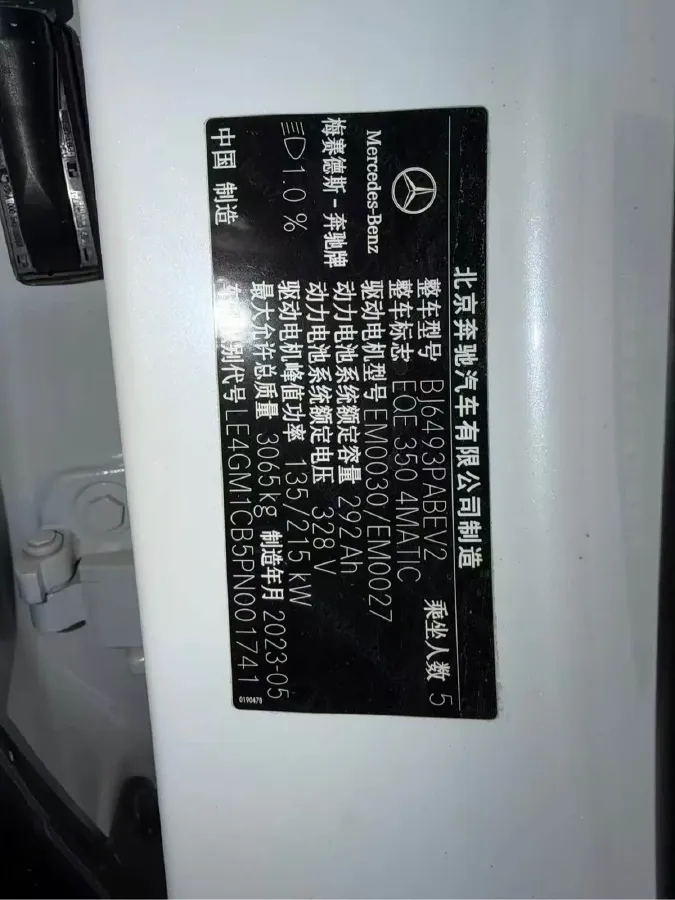 北京奔驰汽车有限公司制造
Mercedes-Benz
梅赛德斯-奔驰牌
1.0 %
中国 制造
整车型号 BJ6493PABEV2 乘坐人数 5
整车标志 EQE 350 4MATIC
驱动电机型号 EM0030/EM0027
动力电池系统额定容量 292Ah
动力电池系统额定电压 328 V
驱动电机峰值功率 135/215 kW
最大允许总质量 3065kg 制造年月 2023-05
车 别代号 LE4GM1CB5PN001741
0190478